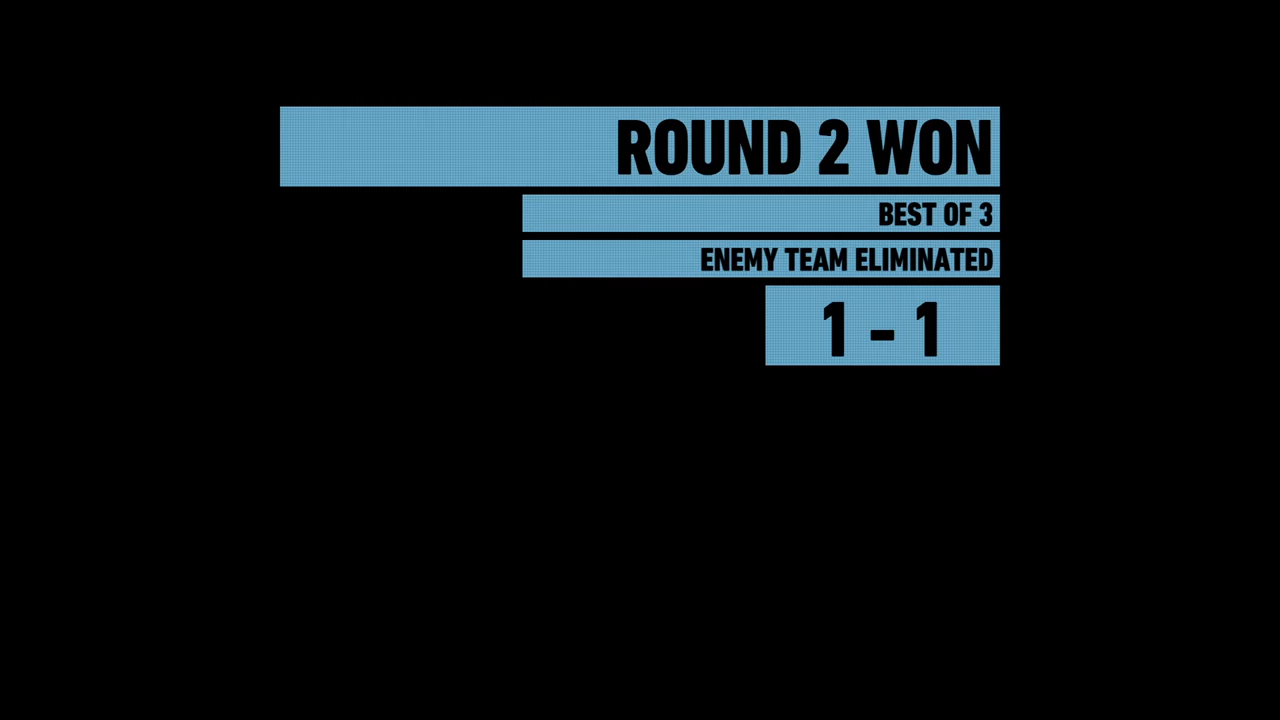 ROUND 2 WON
BEST OF 3
ENEMY TEAM ELIMINATED
1 - 1